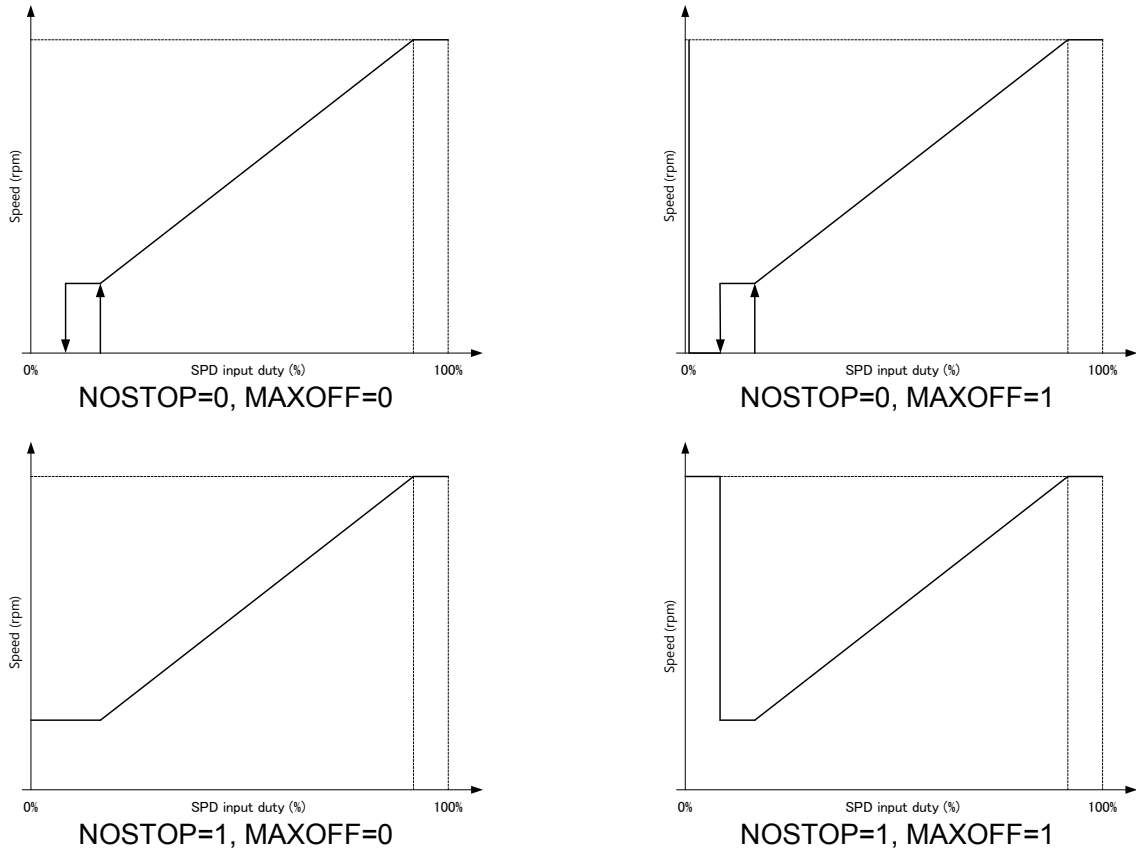 Speed (rpm)
0%
SPD input duty (%)
100%
NOSTOP=0, MAXOFF=0
Speed (rpm)
0%
SPD input duty (%)
100%
NOSTOP=0, MAXOFF=1
Speed (rpm)
0%
SPD input duty (%)
100%
NOSTOP=1, MAXOFF=0
Speed (rpm)
0%
SPD input duty (%)
100%
NOSTOP=1, MAXOFF=1